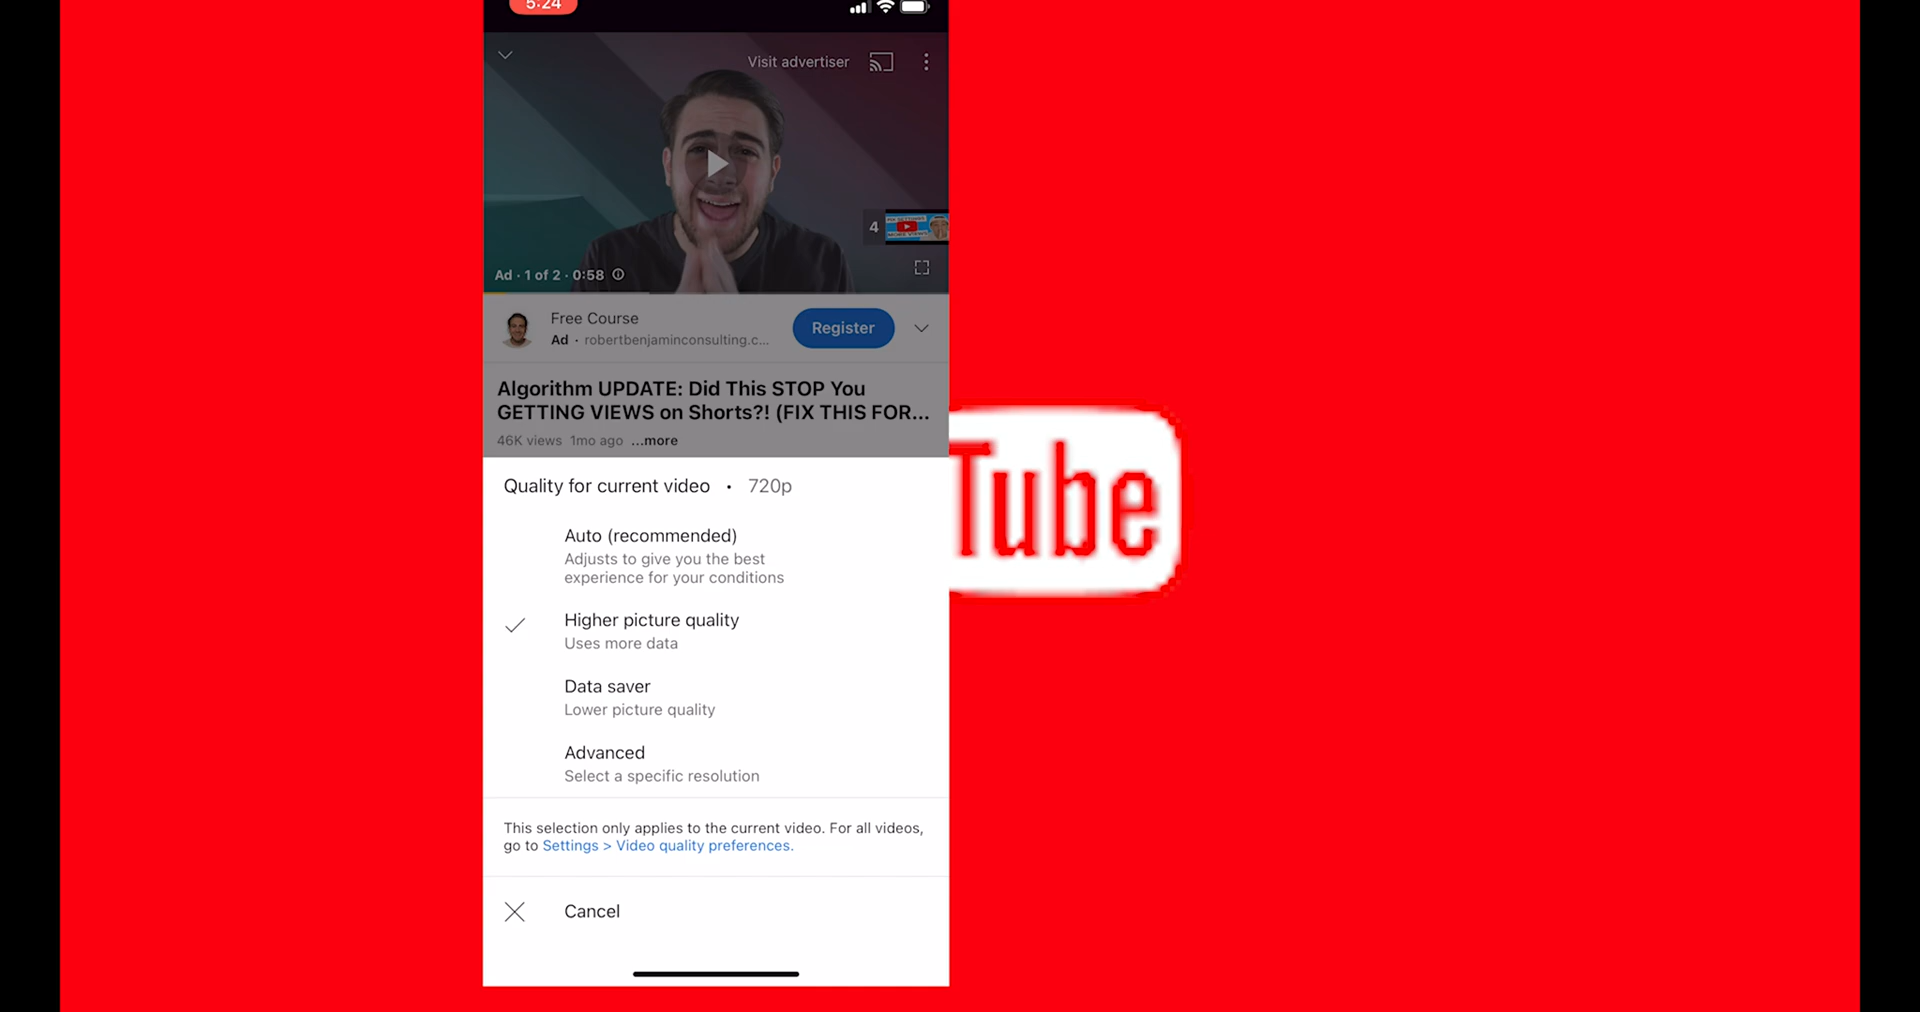 5:24
Visit advertiser
4
Ad · 1 of 2 · 0:58
Free Course
Ad · robertbenjaminconsulting.c...
Register
Algorithm UPDATE: Did This STOP You
GETTING VIEWS on Shorts?! (FIX THIS FOR...
46K views 1mo ago ...more
Quality for current video · 720p
Auto (recommended)
Adjusts to give you the best
experience for your conditions
Higher picture quality
Uses more data
Data saver
Lower picture quality
Advanced
Select a specific resolution
This selection only applies to the current video. For all videos,
go to Settings > Video quality preferences.
Cancel
Tube